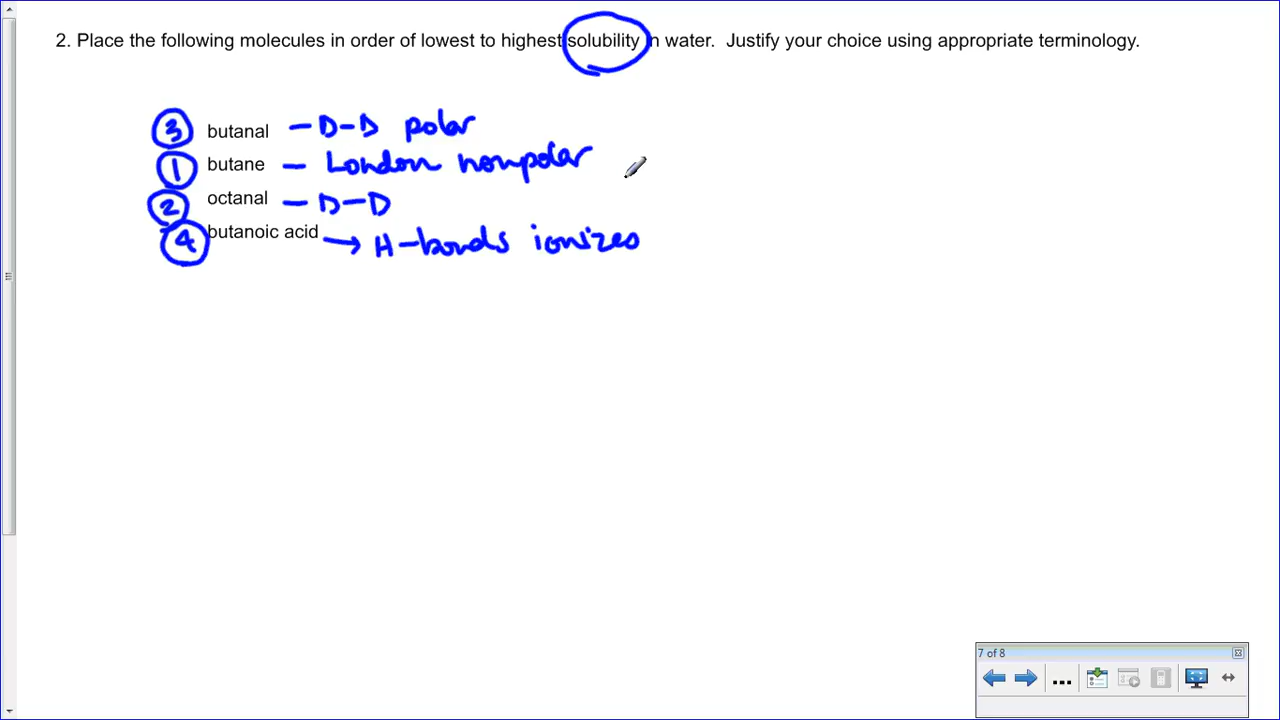 2. Place the following molecules in order of lowest to highest solubility in water. Justify your choice using appropriate terminology.
3 butanal – D–D polar
1 butane – London nonpolar
2 octanal – D–D
4 butanoic acid → H–bonds ionizes
7 of 8